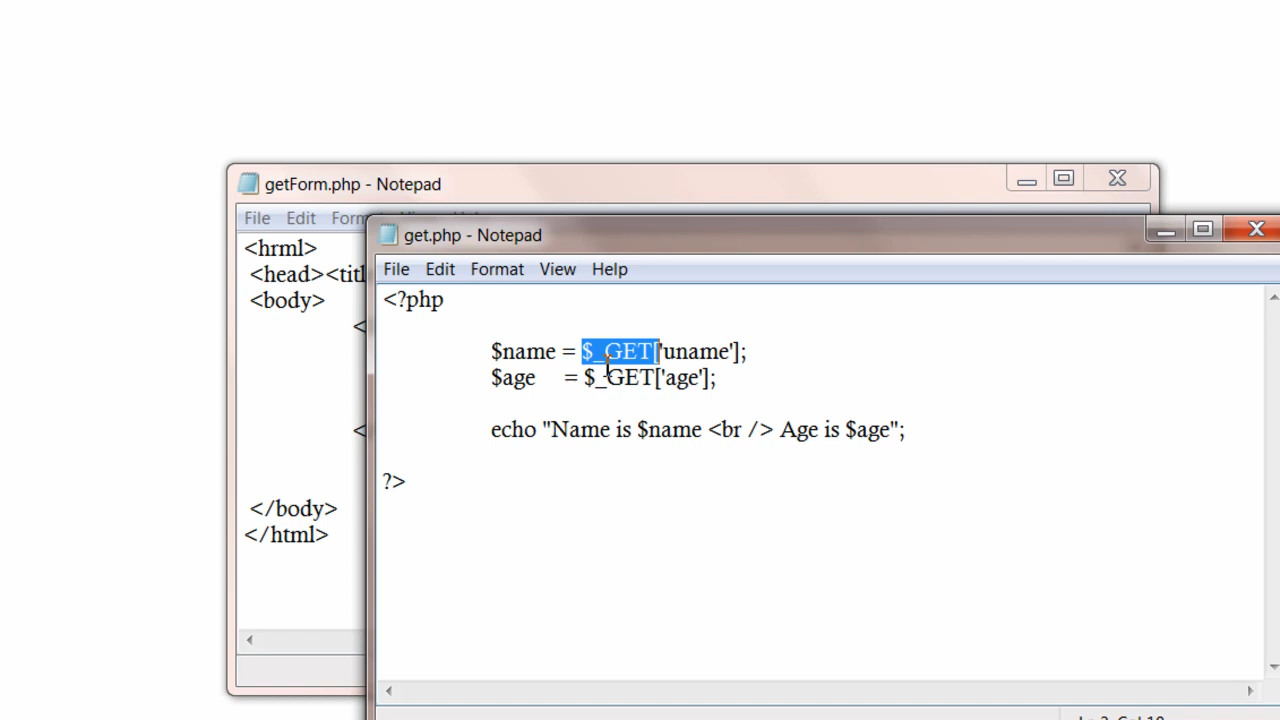 getForm.php - Notepad
File Edit
<hrml>
<head><titl
<body>
<
<
</body>
</html>
get.php - Notepad
File Edit Format View Help
<?php
$name = $_GET['uname'];
$age = $_GET['age'];
echo "Name is $name <br /> Age is $age";
?>